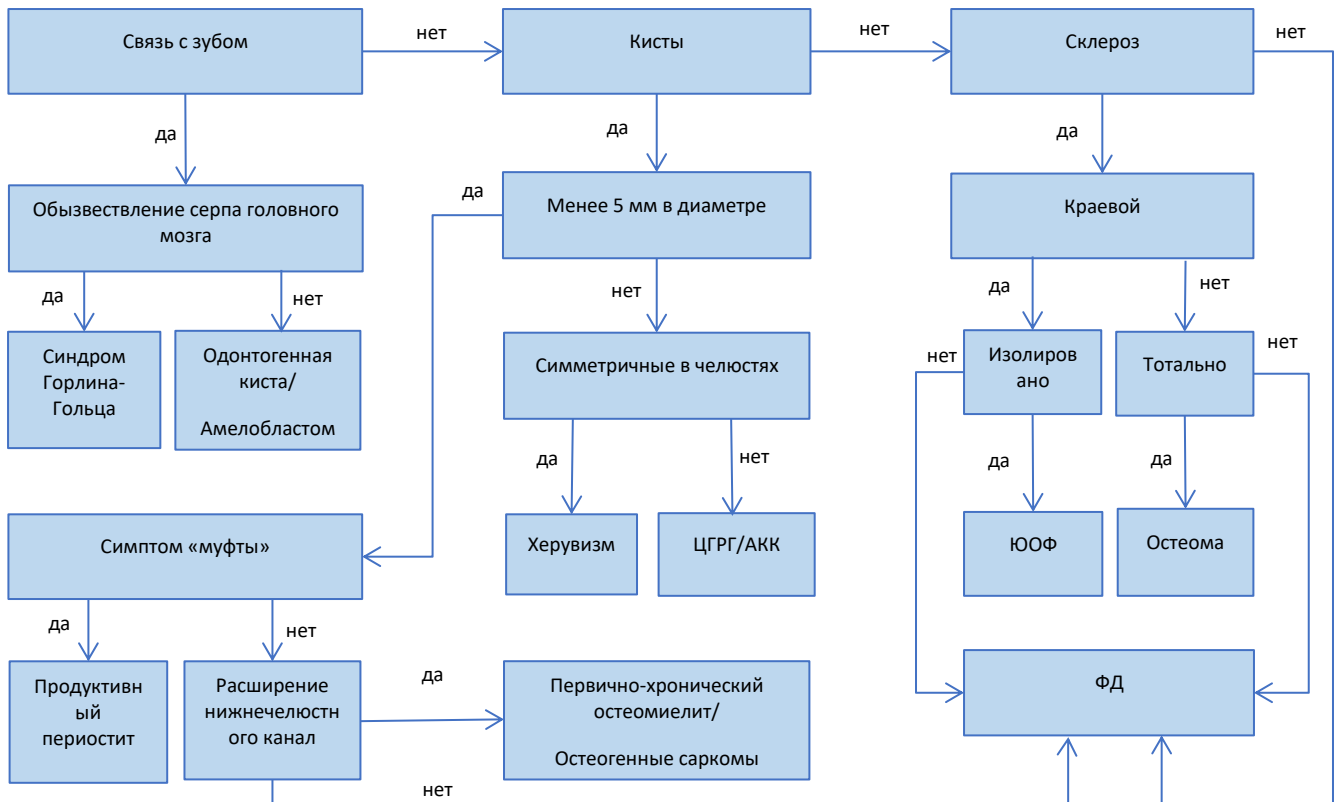 Связь с зубом
нет
Кисты
нет
Склероз
нет
да
да
да
Обызвествление серпа головного
мозга
да
Менее 5 мм в диаметре
Краевой
да
нет
нет
да
нет
Синдром
Горлина-
Гольца
Одонтогенная
киста/
Амелобластом
Симметричные в челюстях
нет
Изолиров
ано
Тотально
нет
да
нет
да
да
Симптом «муфты»
Херувизм
ЦГРГ/АКК
ЮОФ
Остеома
да
нет
Продуктивн
ый
периостит
Расширение
нижнечелюстн
ого канал
да
Первично-хронический
остеомиелит/
Остеогенные саркомы
ФД
нет